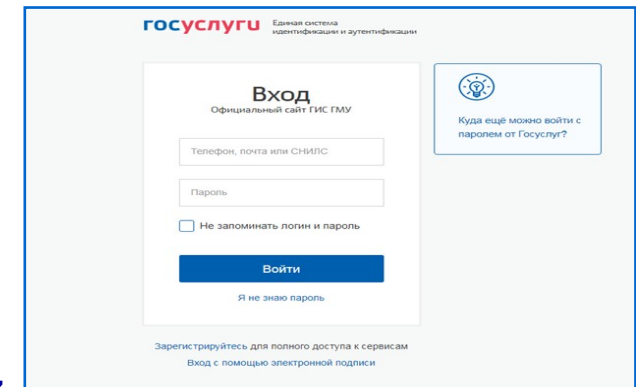 госуслуги
Единая система
идентификации и аутентификации
Вход
Официальный сайт ГИС ГМУ
Телефон, почта или СНИЛС
Пароль
Не запоминать логин и пароль
Войти
Я не знаю пароль
Куда ещё можно войти с
паролем от Госуслуг?
Зарегистрируйтесь для полного доступа к сервисам
Вход с помощью электронной подписи